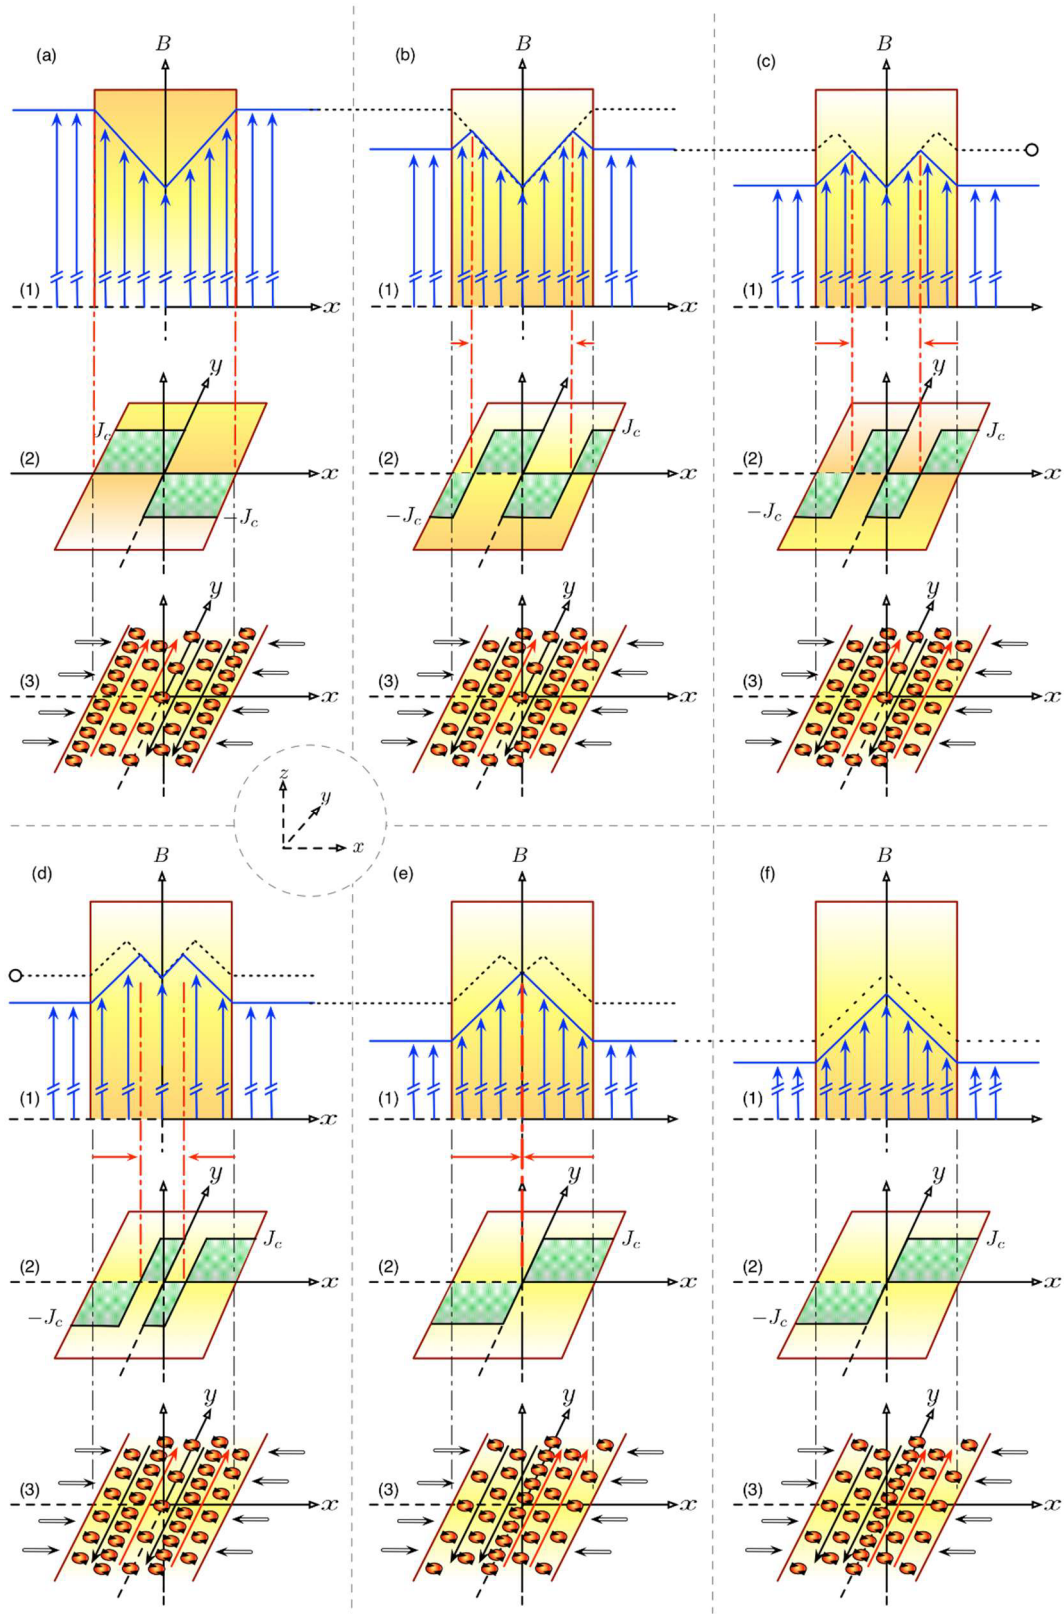 (a)
B
(1)
x
y
J_c
(2)
x
-J_c
y
(3)
x
(b)
B
(1)
x
y
J_c
(2)
x
-J_c
y
(3)
x
(c)
B
(1)
x
y
J_c
(2)
x
-J_c
y
(3)
x
z
y
x
(d)
B
(1)
x
y
J_c
(2)
x
-J_c
y
(3)
x
(e)
B
(1)
x
y
J_c
(2)
x
-J_c
y
(3)
x
(f)
B
(1)
x
y
J_c
(2)
x
-J_c
y
(3)
x